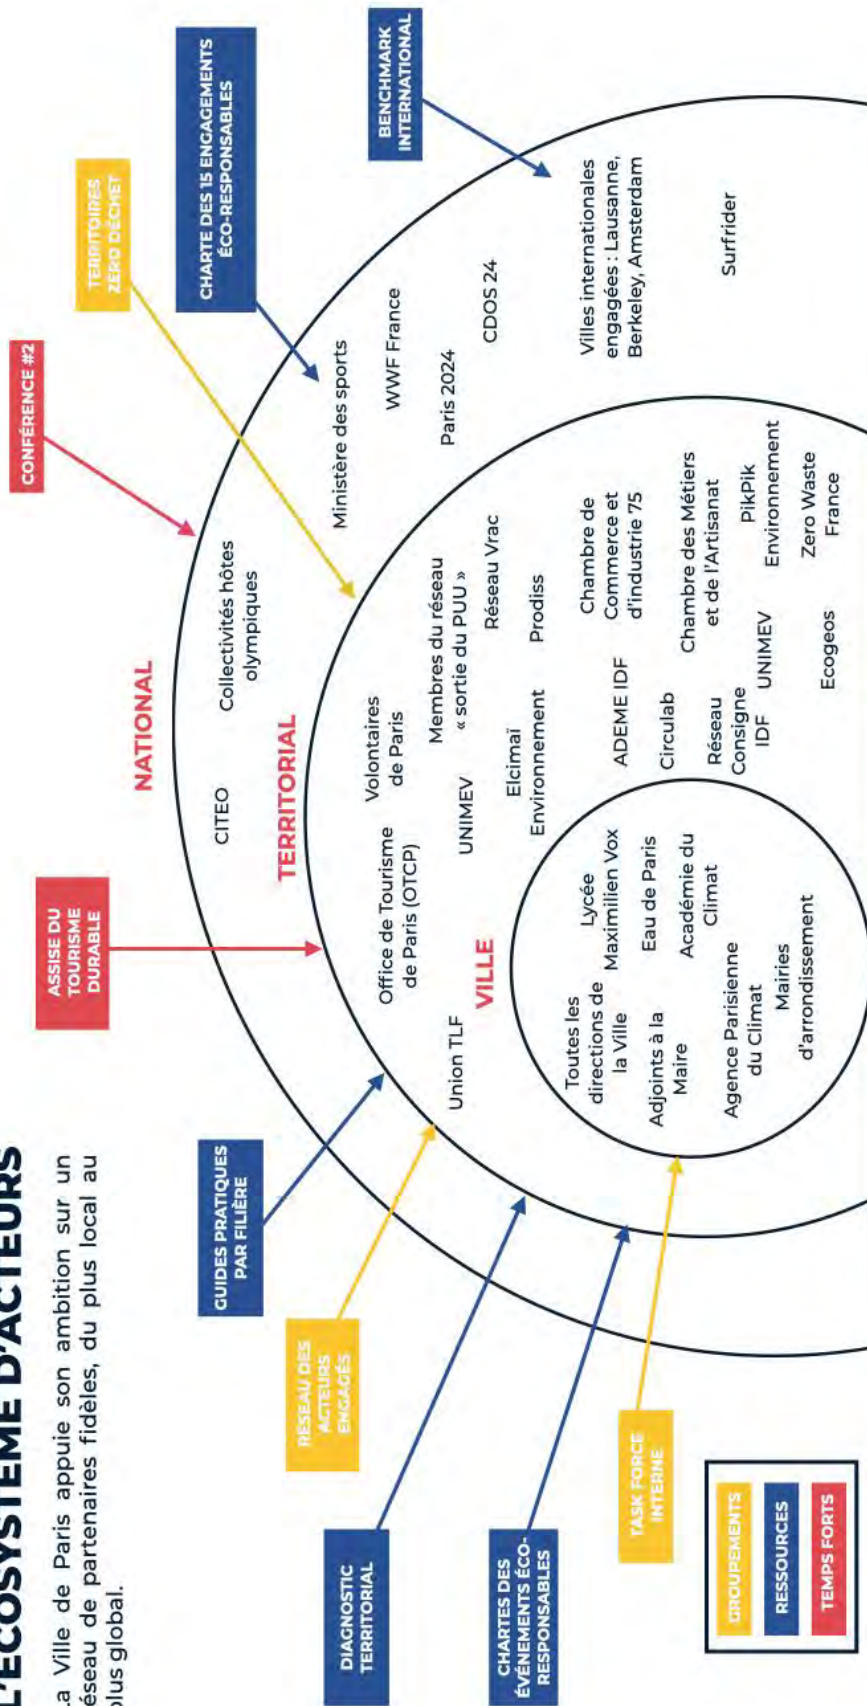 L'ÉCOSYSTÈME D'ACTEURS
La Ville de Paris appuie son ambition sur un
réseau de partenaires fidèles, du plus local au
plus global.
CONFÉRENCE #2
TERRITOIRES
ZÉRO DÉCHET
CHARTE DES 15 ENGAGEMENTS
ÉCO-RESPONSABLES
BENCHMARK
INTERNATIONAL
ASSISE DU
TOURISME
DURABLE
GUIDES PRATIQUES
PAR FILIÈRE
RÉSEAU DES
ACTEURS
ENGAGÉS
DIAGNOSTIC
TERRITORIAL
CHARTES DES
ÉVÉNEMENTS ÉCO-
RESPONSABLES
TASK FORCE
INTERNE
NATIONAL
CITEO
Collectivités hôtes
olympiques
Ministère des sports
WWF France
Paris 2024
CDOS 24
Villes internationales
engagées : Lausanne,
Berkeley, Amsterdam
Surfrider
TERRITORIAL
Union TLF
Office de Tourisme
de Paris (OTCP)
Volontaires
de Paris
UNIMEV
Membres du réseau
« sortie du PUU »
Réseau Vrac
Elcimaï
Environnement
Prodiss
ADEME IDF
Chambre de
Commerce et
d'industrie 75
Circulab
Réseau
Consigne
IDF
Chambre des Métiers
et de l'Artisanat
UNIMEV
PikPik
Environnement
Ecogeos
Zero Waste
France
VILLE
Toutes les
directions de
la Ville
Lycée
Maximilien Vox
Adjoints à la
Maire
Eau de Paris
Académie du
Climat
Agence Parisienne
du Climat
Mairies
d'arrondissement
GROUPEMENTS
RESSOURCES
TEMPS FORTS